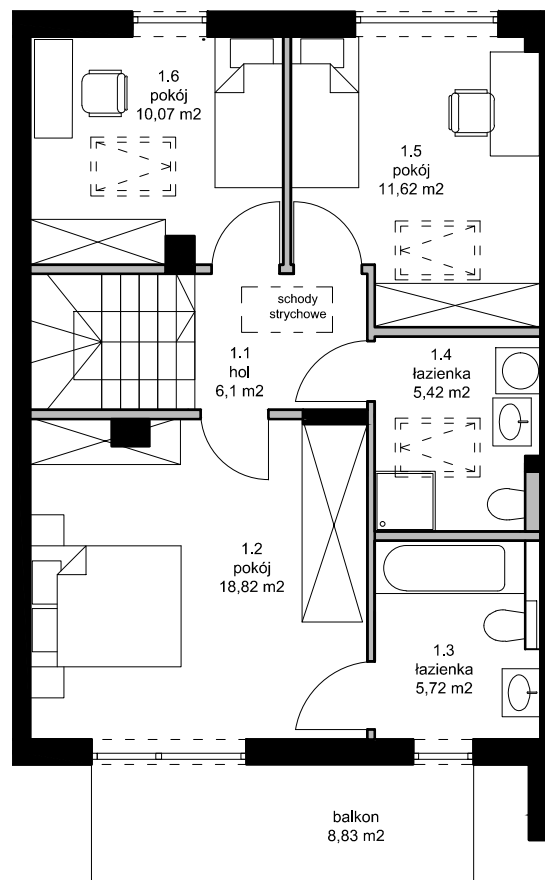 1.6
pokój
10,07 m2
1.5
pokój
11,62 m2
schody
strychowe
1.1
hol
6,1 m2
1.4
łazienka
5,42 m2
1.2
pokój
18,82 m2
1.3
łazienka
5,72 m2
balkon
8,83 m2